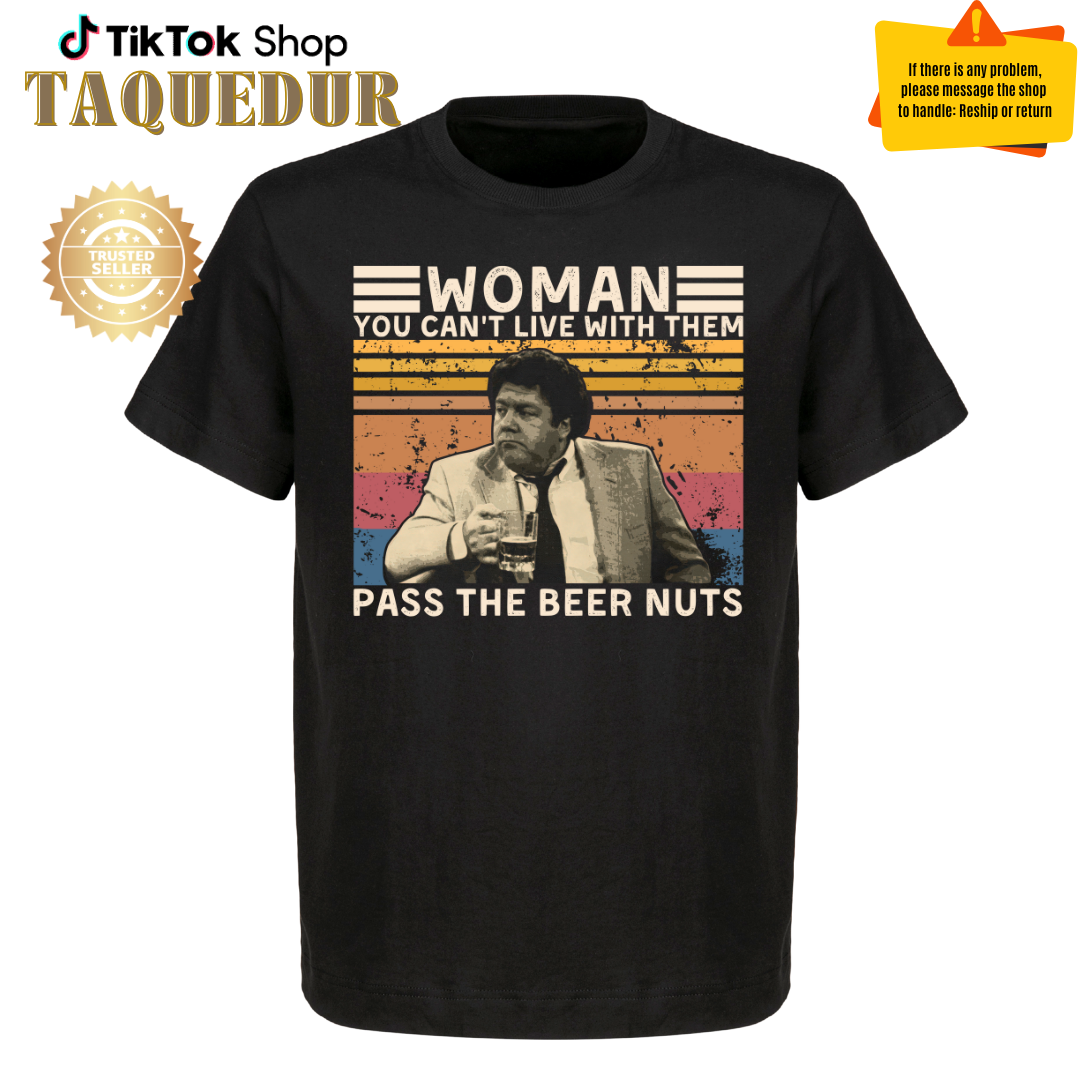 TikTok Shop
TAQUEDUR
If there is any problem,
please message the shop
to handle: Reship or return
TRUSTED
SELLER
WOMAN
YOU CAN'T LIVE WITH THEM
PASS THE BEER NUTS